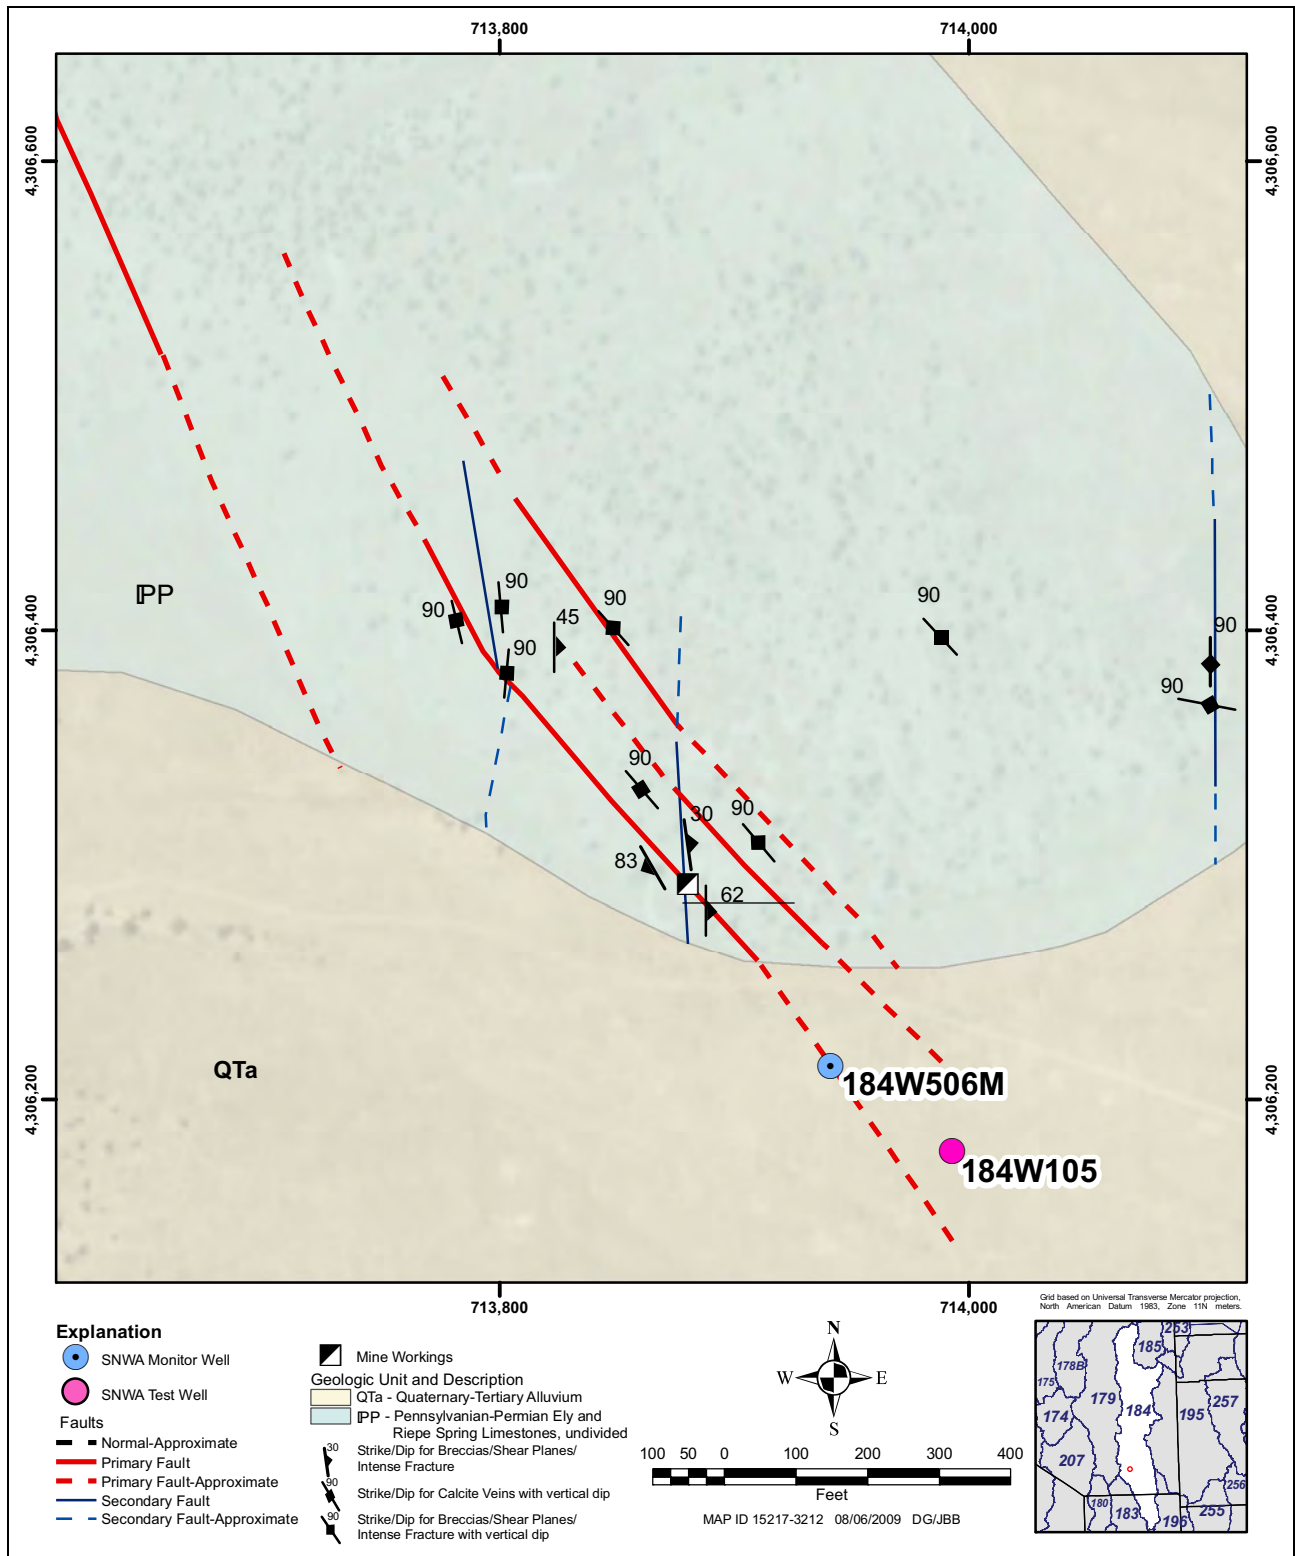 713,800 714,000
4,306,600 4,306,600
90
90
45
90
90
4,306,400 4,306,400
ℙP
90
90
90
90
90
30
83
62
QTa
184W506M
4,306,200 4,306,200
184W105
713,800 714,000
Grid based on Universal Transverse Mercator projection,
North American Datum 1983, Zone 11N meters.
Explanation
SNWA Monitor Well
SNWA Test Well
Faults
Normal-Approximate
Primary Fault
Primary Fault-Approximate
Secondary Fault
Secondary Fault-Approximate
Mine Workings
Geologic Unit and Description
QTa - Quaternary-Tertiary Alluvium
ℙP - Pennsylvanian-Permian Ely and
Riepe Spring Limestones, undivided
30
Strike/Dip for Breccias/Shear Planes/
Intense Fracture
90
Strike/Dip for Calcite Veins with vertical dip
90
Strike/Dip for Breccias/Shear Planes/
Intense Fracture with vertical dip
N
W E
S
100 50 0 100 200 300 400
Feet
MAP ID 15217-3212 08/06/2009 DG/JBB
253
185
178B
175
179
184
257
174
195
207
256
180
183
196
255